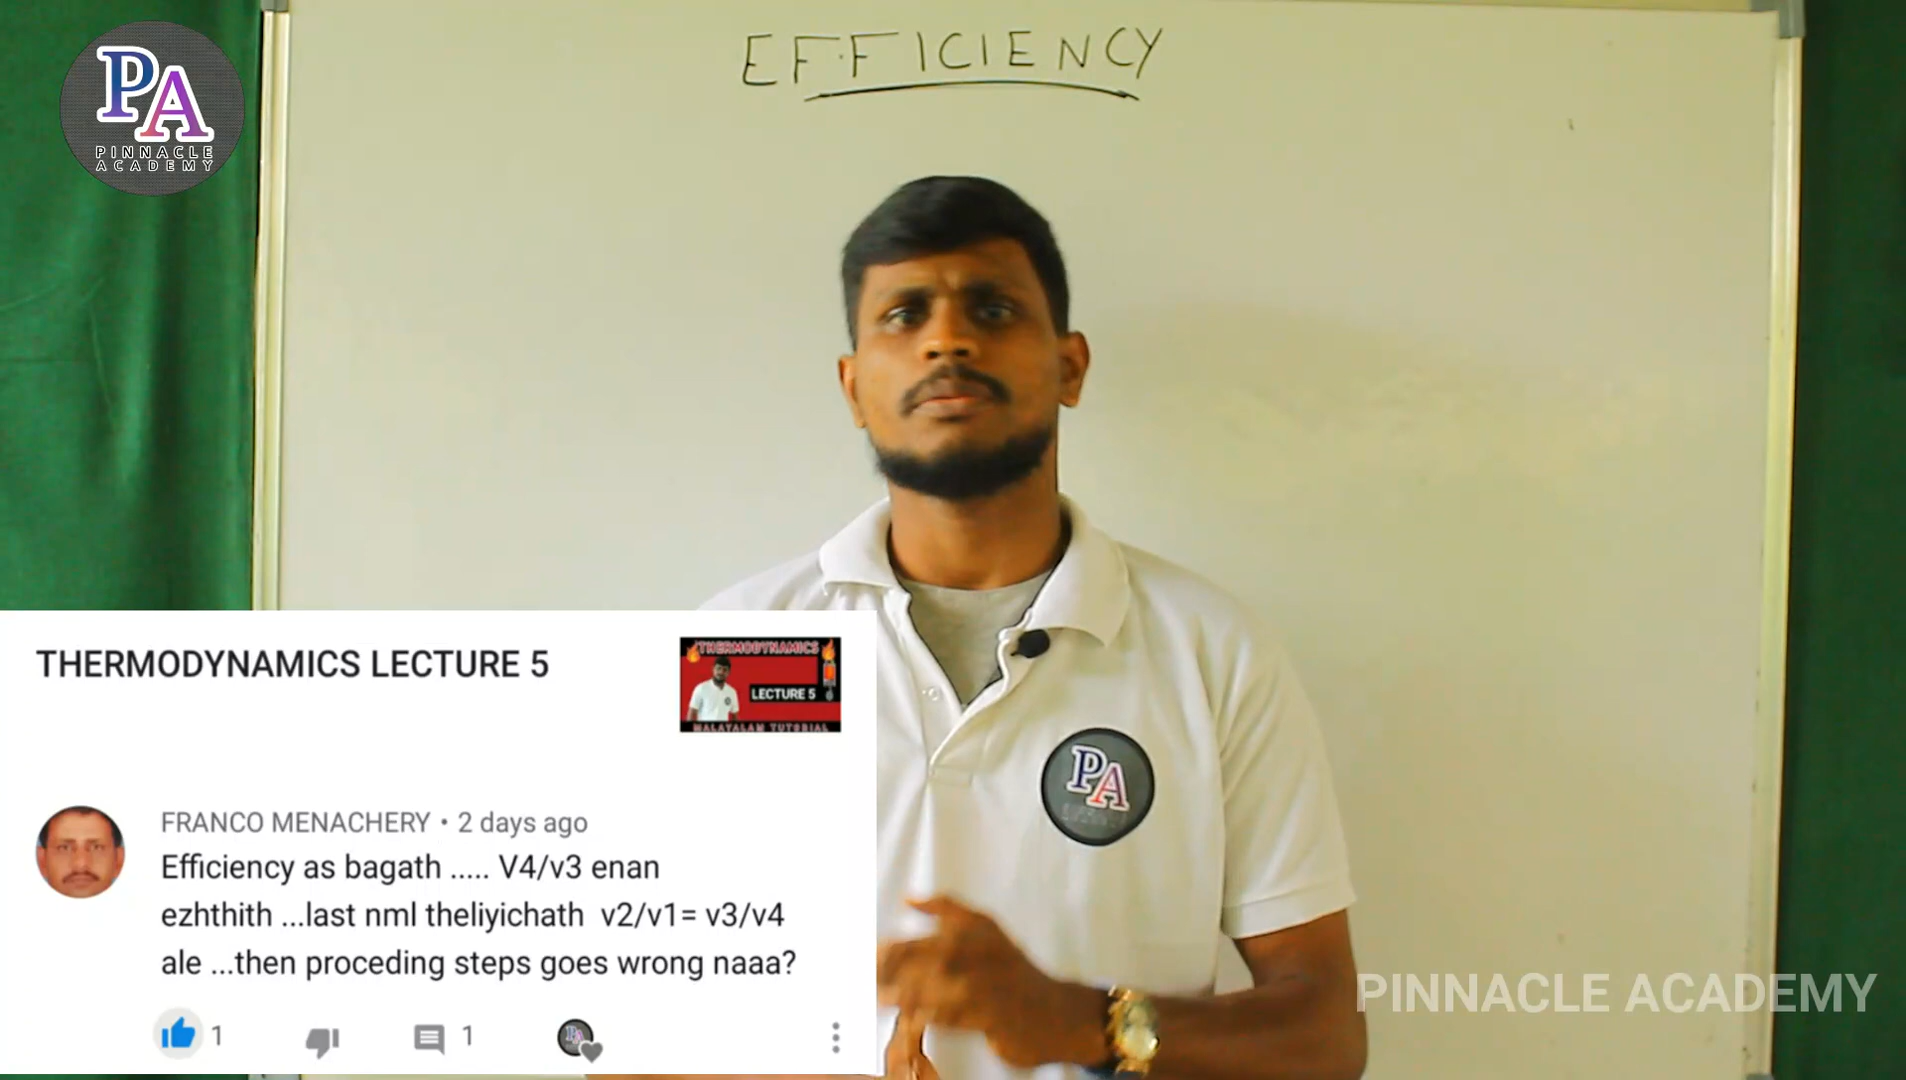 EFFICIENCY
PA
PINNACLE
ACADEMY
THERMODYNAMICS LECTURE 5
THERMODYNAMICS
LECTURE 5
MALAYALAM TUTORIAL
FRANCO MENACHERY • 2 days ago
Efficiency as bagath ..... V4/v3 enan
ezhthith ...last nml theliyichath v2/v1= v3/v4
ale ...then proceding steps goes wrong naaa?
1
1
PA
PA
PINNACLE ACADEMY